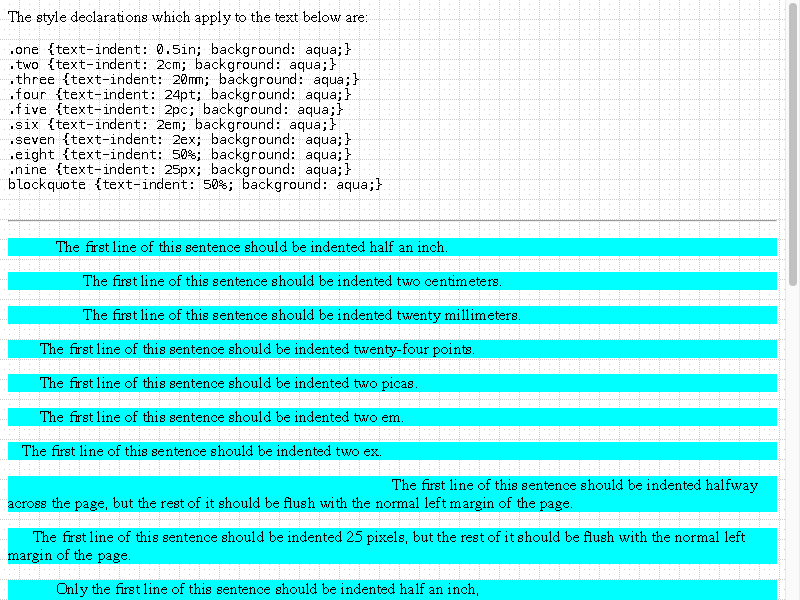 The style declarations which apply to the text below are:
.one {text-indent: 0.5in; background: aqua;}
.two {text-indent: 2cm; background: aqua;}
.three {text-indent: 20mm; background: aqua;}
.four {text-indent: 24pt; background: aqua;}
.five {text-indent: 2pc; background: aqua;}
.six {text-indent: 2em; background: aqua;}
.seven {text-indent: 2ex; background: aqua;}
.eight {text-indent: 50%; background: aqua;}
.nine {text-indent: 25px; background: aqua;}
blockquote {text-indent: 50%; background: aqua;}
The first line of this sentence should be indented half an inch.
The first line of this sentence should be indented two centimeters.
The first line of this sentence should be indented twenty millimeters.
The first line of this sentence should be indented twenty-four points.
The first line of this sentence should be indented two picas.
The first line of this sentence should be indented two em.
The first line of this sentence should be indented two ex.
The first line of this sentence should be indented halfway
across the page, but the rest of it should be flush with the normal left margin of the page.
The first line of this sentence should be indented 25 pixels, but the rest of it should be flush with the normal left
margin of the page.
Only the first line of this sentence should be indented half an inch,